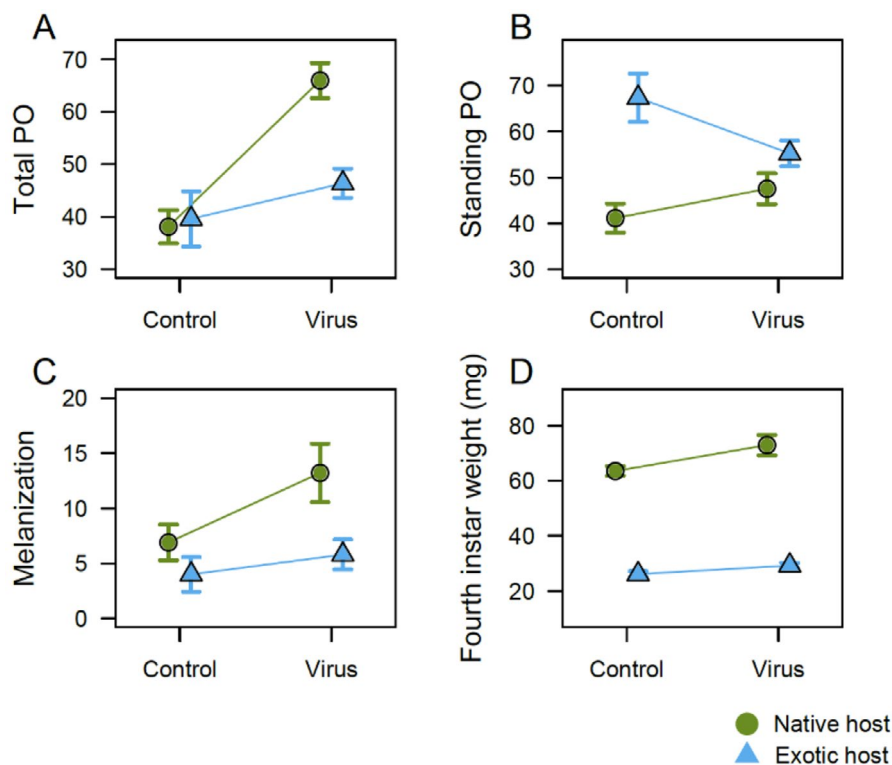 A
Total PO
70
60
50
40
30
Control Virus
B
Standing PO
70
60
50
40
30
Control Virus
C
Melanization
20
15
10
5
0
Control Virus
D
Fourth instar weight (mg)
80
60
40
20
Control Virus
Native host
Exotic host